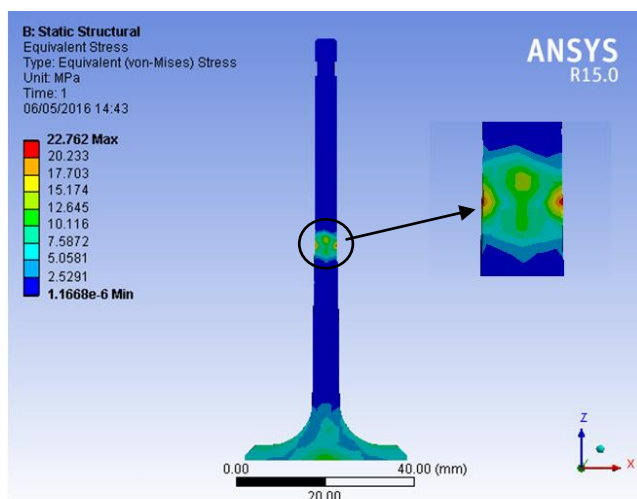 B: Static Structural
Equivalent Stress
Type: Equivalent (von-Mises) Stress
Unit: MPa
Time: 1
06/05/2016 14:43
22.762 Max
20.233
17.703
15.174
12.645
10.116
7.5872
5.0581
2.5291
1.1668e-6 Min
ANSYS
R15.0
0.00
40.00 (mm)
20.00
Z
X